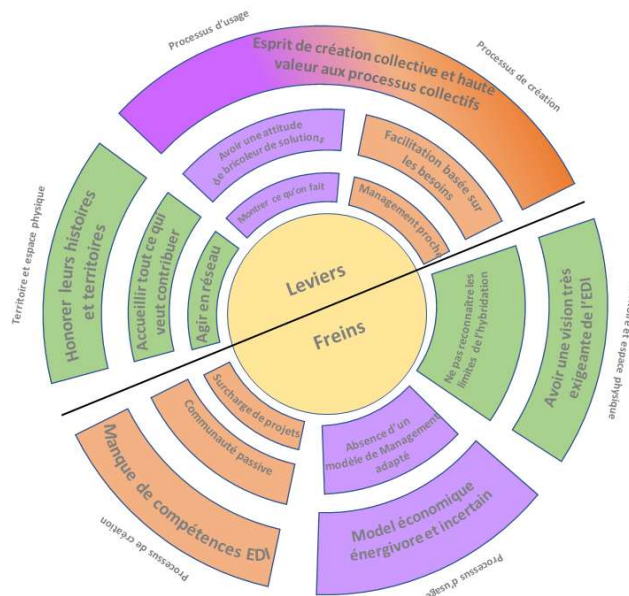 Processus d'usage
Processus de création
Esprit de création collective et haute
valeur aux processus collectifs
Avoir une attitude
de bricoleur de solutions
Facilitation basée sur
les besoins
Montrer ce qu'on fait
Management proche
Territoire et espace physique
Honorer leurs histoires
et territoires
Accueillir tout ce qui
veut contribuer
Agir en réseau
Leviers
Freins
Ne pas reconnaître les
limites de l'hybridation
Avoir une vision très
exigeante de l'EDI
et espace physique
Surcharge de projets
Communauté passive
Manque de compétences EDI
Processus de création
Absence d'un
modèle de Management
adapté
Model économique
énergivore et incertain
Processus d'usage